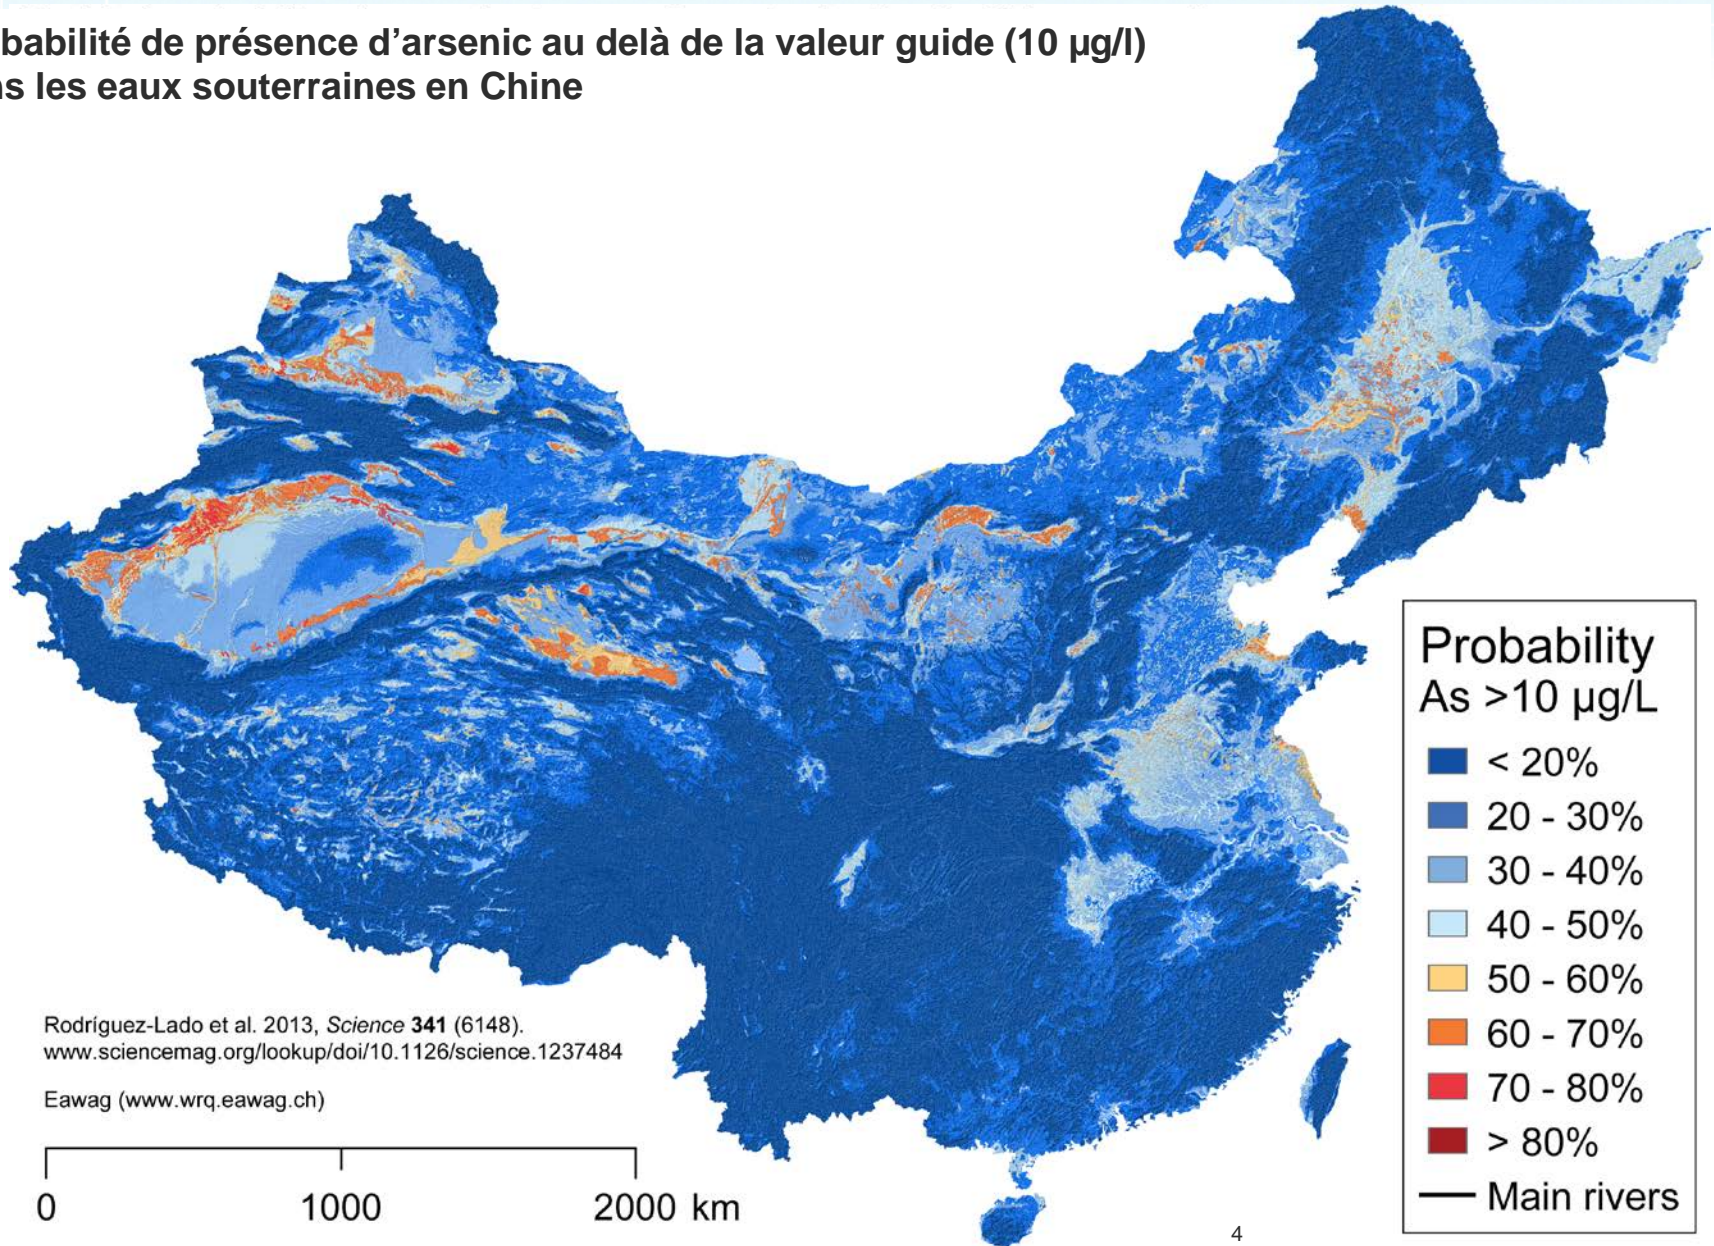 babilité de présence d’arsenic au delà de la valeur guide (10 µg/l)
s les eaux souterraines en Chine
Probability
As >10 µg/L
< 20%
20 - 30%
30 - 40%
40 - 50%
50 - 60%
60 - 70%
70 - 80%
> 80%
Main rivers
Rodríguez-Lado et al. 2013, Science 341 (6148).
www.sciencemag.org/lookup/doi/10.1126/science.1237484
Eawag (www.wrq.eawag.ch)
0 1000 2000 km
4